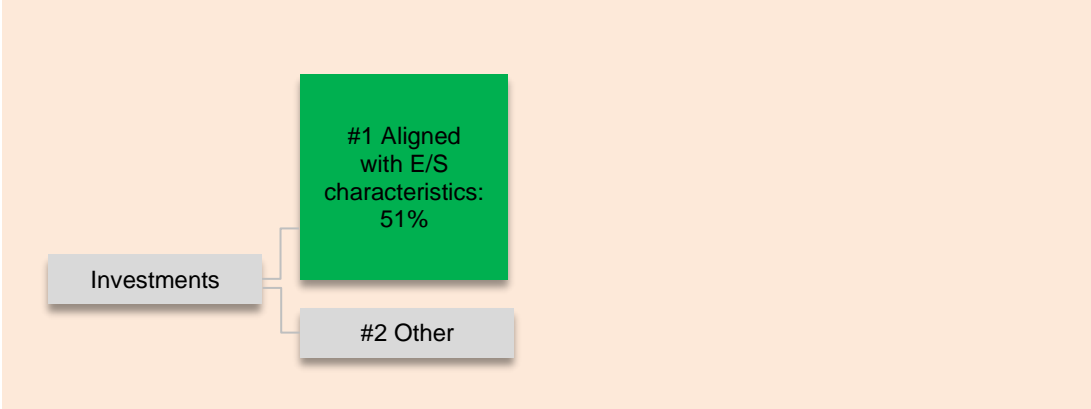 #1 Aligned
with E/S
characteristics:
51%
Investments
#2 Other